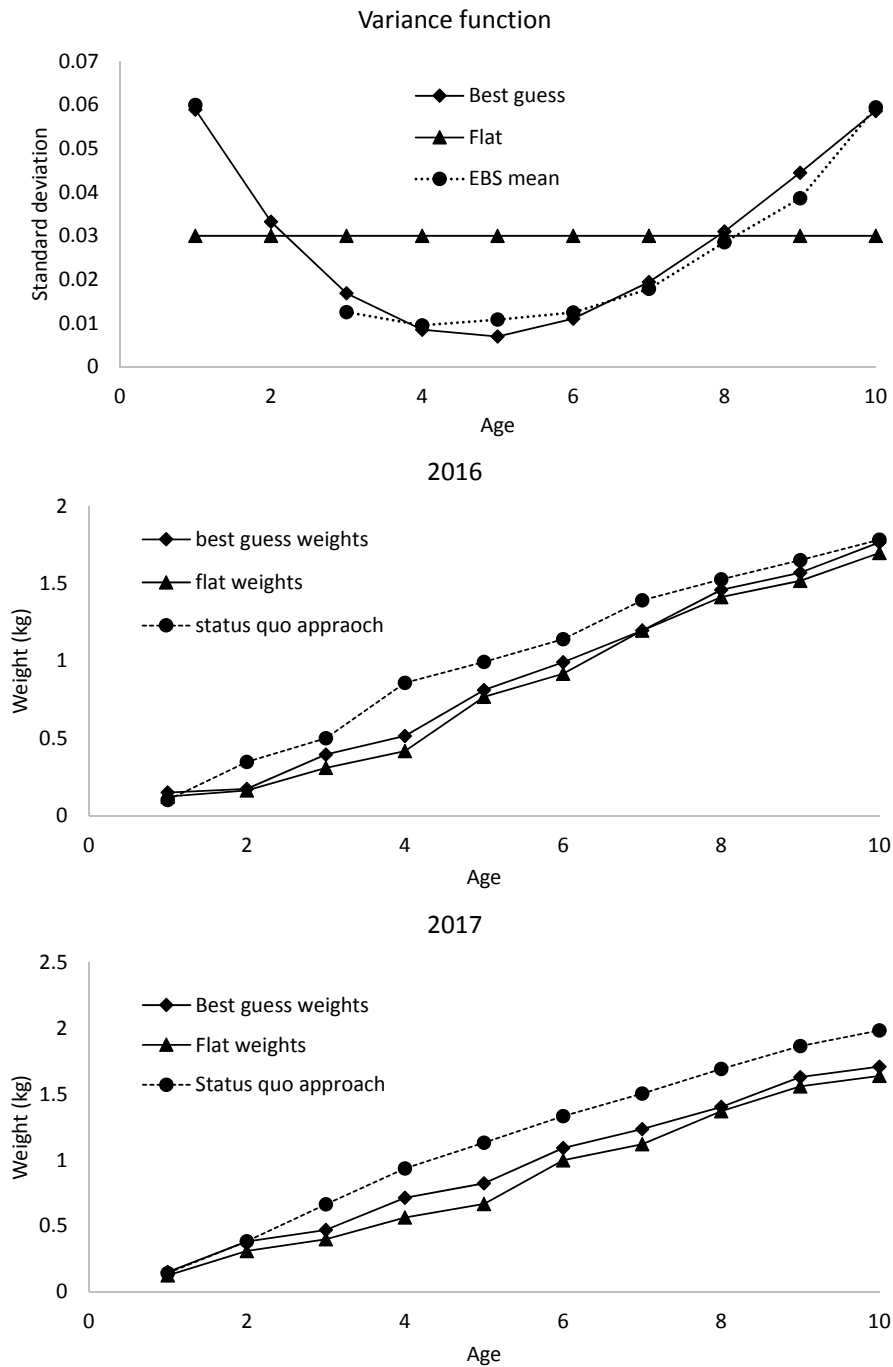 Variance function
0.07
0.06
0.05
0.04
0.03
0.02
0.01
0
Standard deviation
Best guess
Flat
EBS mean
0 2 4 6 8 10
Age
2016
2
1.5
1
0.5
0
Weight (kg)
best guess weights
flat weights
status quo appraoch
0 2 4 6 8 10
Age
2017
2.5
2
1.5
1
0.5
0
Weight (kg)
Best guess weights
Flat weights
Status quo approach
0 2 4 6 8 10
Age